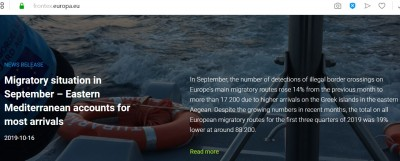 frontex.europa.eu
NEWS RELEASE
Migratory situation in
September – Eastern
Mediterranean accounts for
most arrivals
2019-10-16
In September, the number of detections of illegal border crossings on
Europe's main migratory routes rose 14% from the previous month to
more than 17 200 due to higher arrivals on the Greek islands in the eastern
Aegean. Despite the growing numbers in recent months, the total on all
European migratory routes for the first three quarters of 2019 was 19%
lower at around 88 200.
Read more